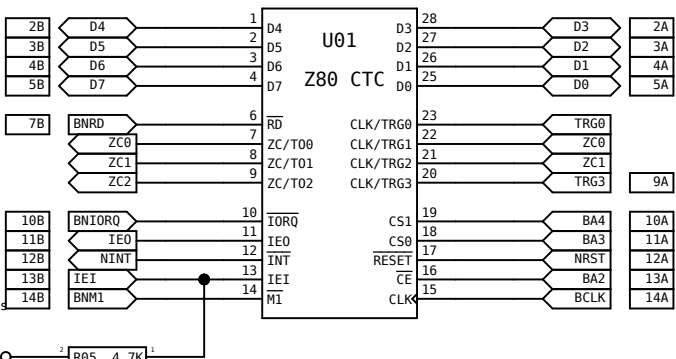 1 28
2B D4 D4 D3 D3 2A
2 U01 27
3B D5 D5 D2 D2 3A
3 26
4B D6 D6 D1 D1 4A
4 Z80 CTC 25
5B D7 D7 D0 D0 5A
6 23
7B BNRD RD CLK/TRG0 TRG0
7 22
ZC0 ZC/TO0 CLK/TRG1 ZC0
8 21
ZC1 ZC/TO1 CLK/TRG2 ZC1
9 20
ZC2 ZC/TO2 CLK/TRG3 TRG3 9A
10 19
10B BNIORQ IORQ CS1 BA4 10A
11 18
11B IEO IEO CS0 BA3 11A
12 17
12B NINT INT RESET NRST 12A
13 16
13B IEI IEI CE BA2 13A
14 15
14B BNM1 M1 CLK BCLK 14A
s
2 R05 4.7K 1